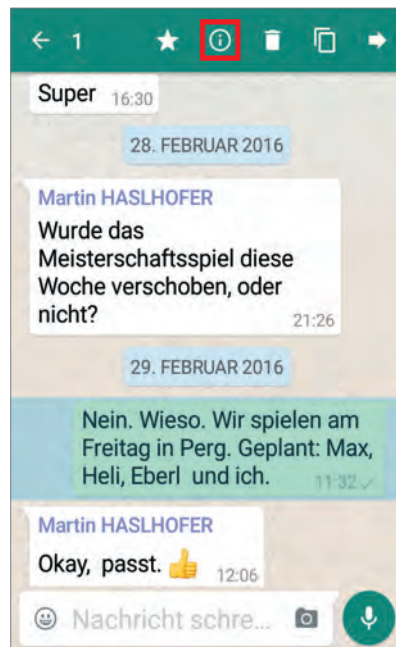 1
Super 16:30
28. FEBRUAR 2016
Martin HASLHOFER
Wurde das
Meisterschaftsspiel diese
Woche verschoben, oder
nicht? 21:26
29. FEBRUAR 2016
Nein. Wieso. Wir spielen am
Freitag in Perg. Geplant: Max,
Heli, Eberl und ich. 11:32
Martin HASLHOFER
Okay, passt. 👍 12:06
Nachricht schre...